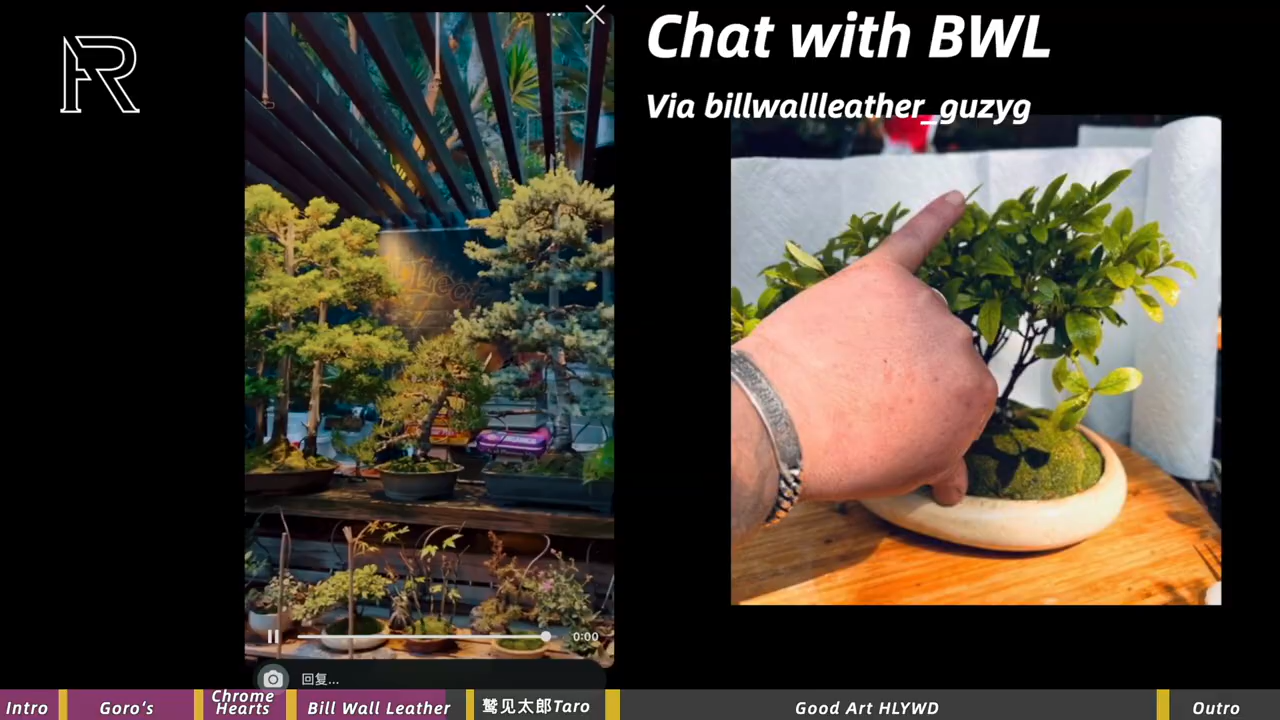 Chat with BWL
Via billwallleather_guzyg
0:00
回复...
Intro
Goro's
Chrome
Hearts
Bill Wall Leather
鹫见太郎Taro
Good Art HLYWD
Outro